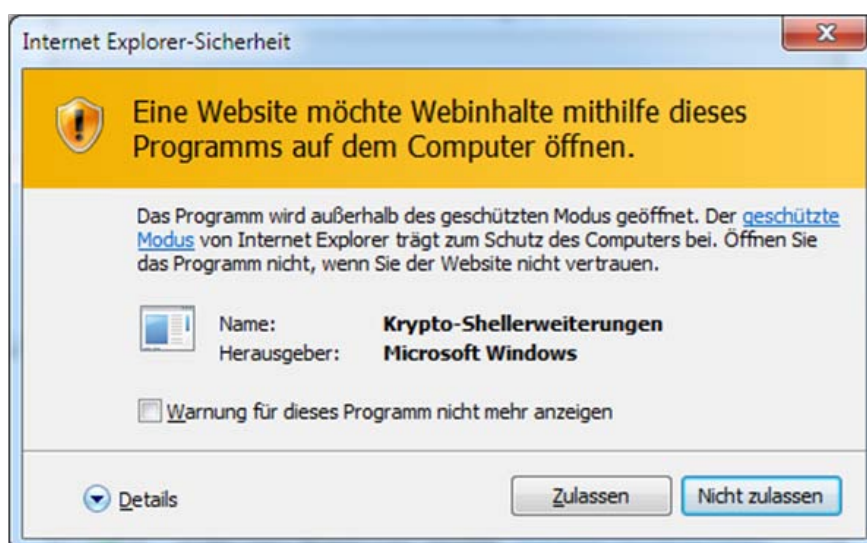 Internet Explorer-Sicherheit
Eine Website möchte Webinhalte mithilfe dieses
Programms auf dem Computer öffnen.
Das Programm wird außerhalb des geschützten Modus geöffnet. Der geschützte
Modus von Internet Explorer trägt zum Schutz des Computers bei. Öffnen Sie
das Programm nicht, wenn Sie der Website nicht vertrauen.
Name: Krypto-Shellerweiterungen
Herausgeber: Microsoft Windows
Warnung für dieses Programm nicht mehr anzeigen
Details Zulassen Nicht zulassen